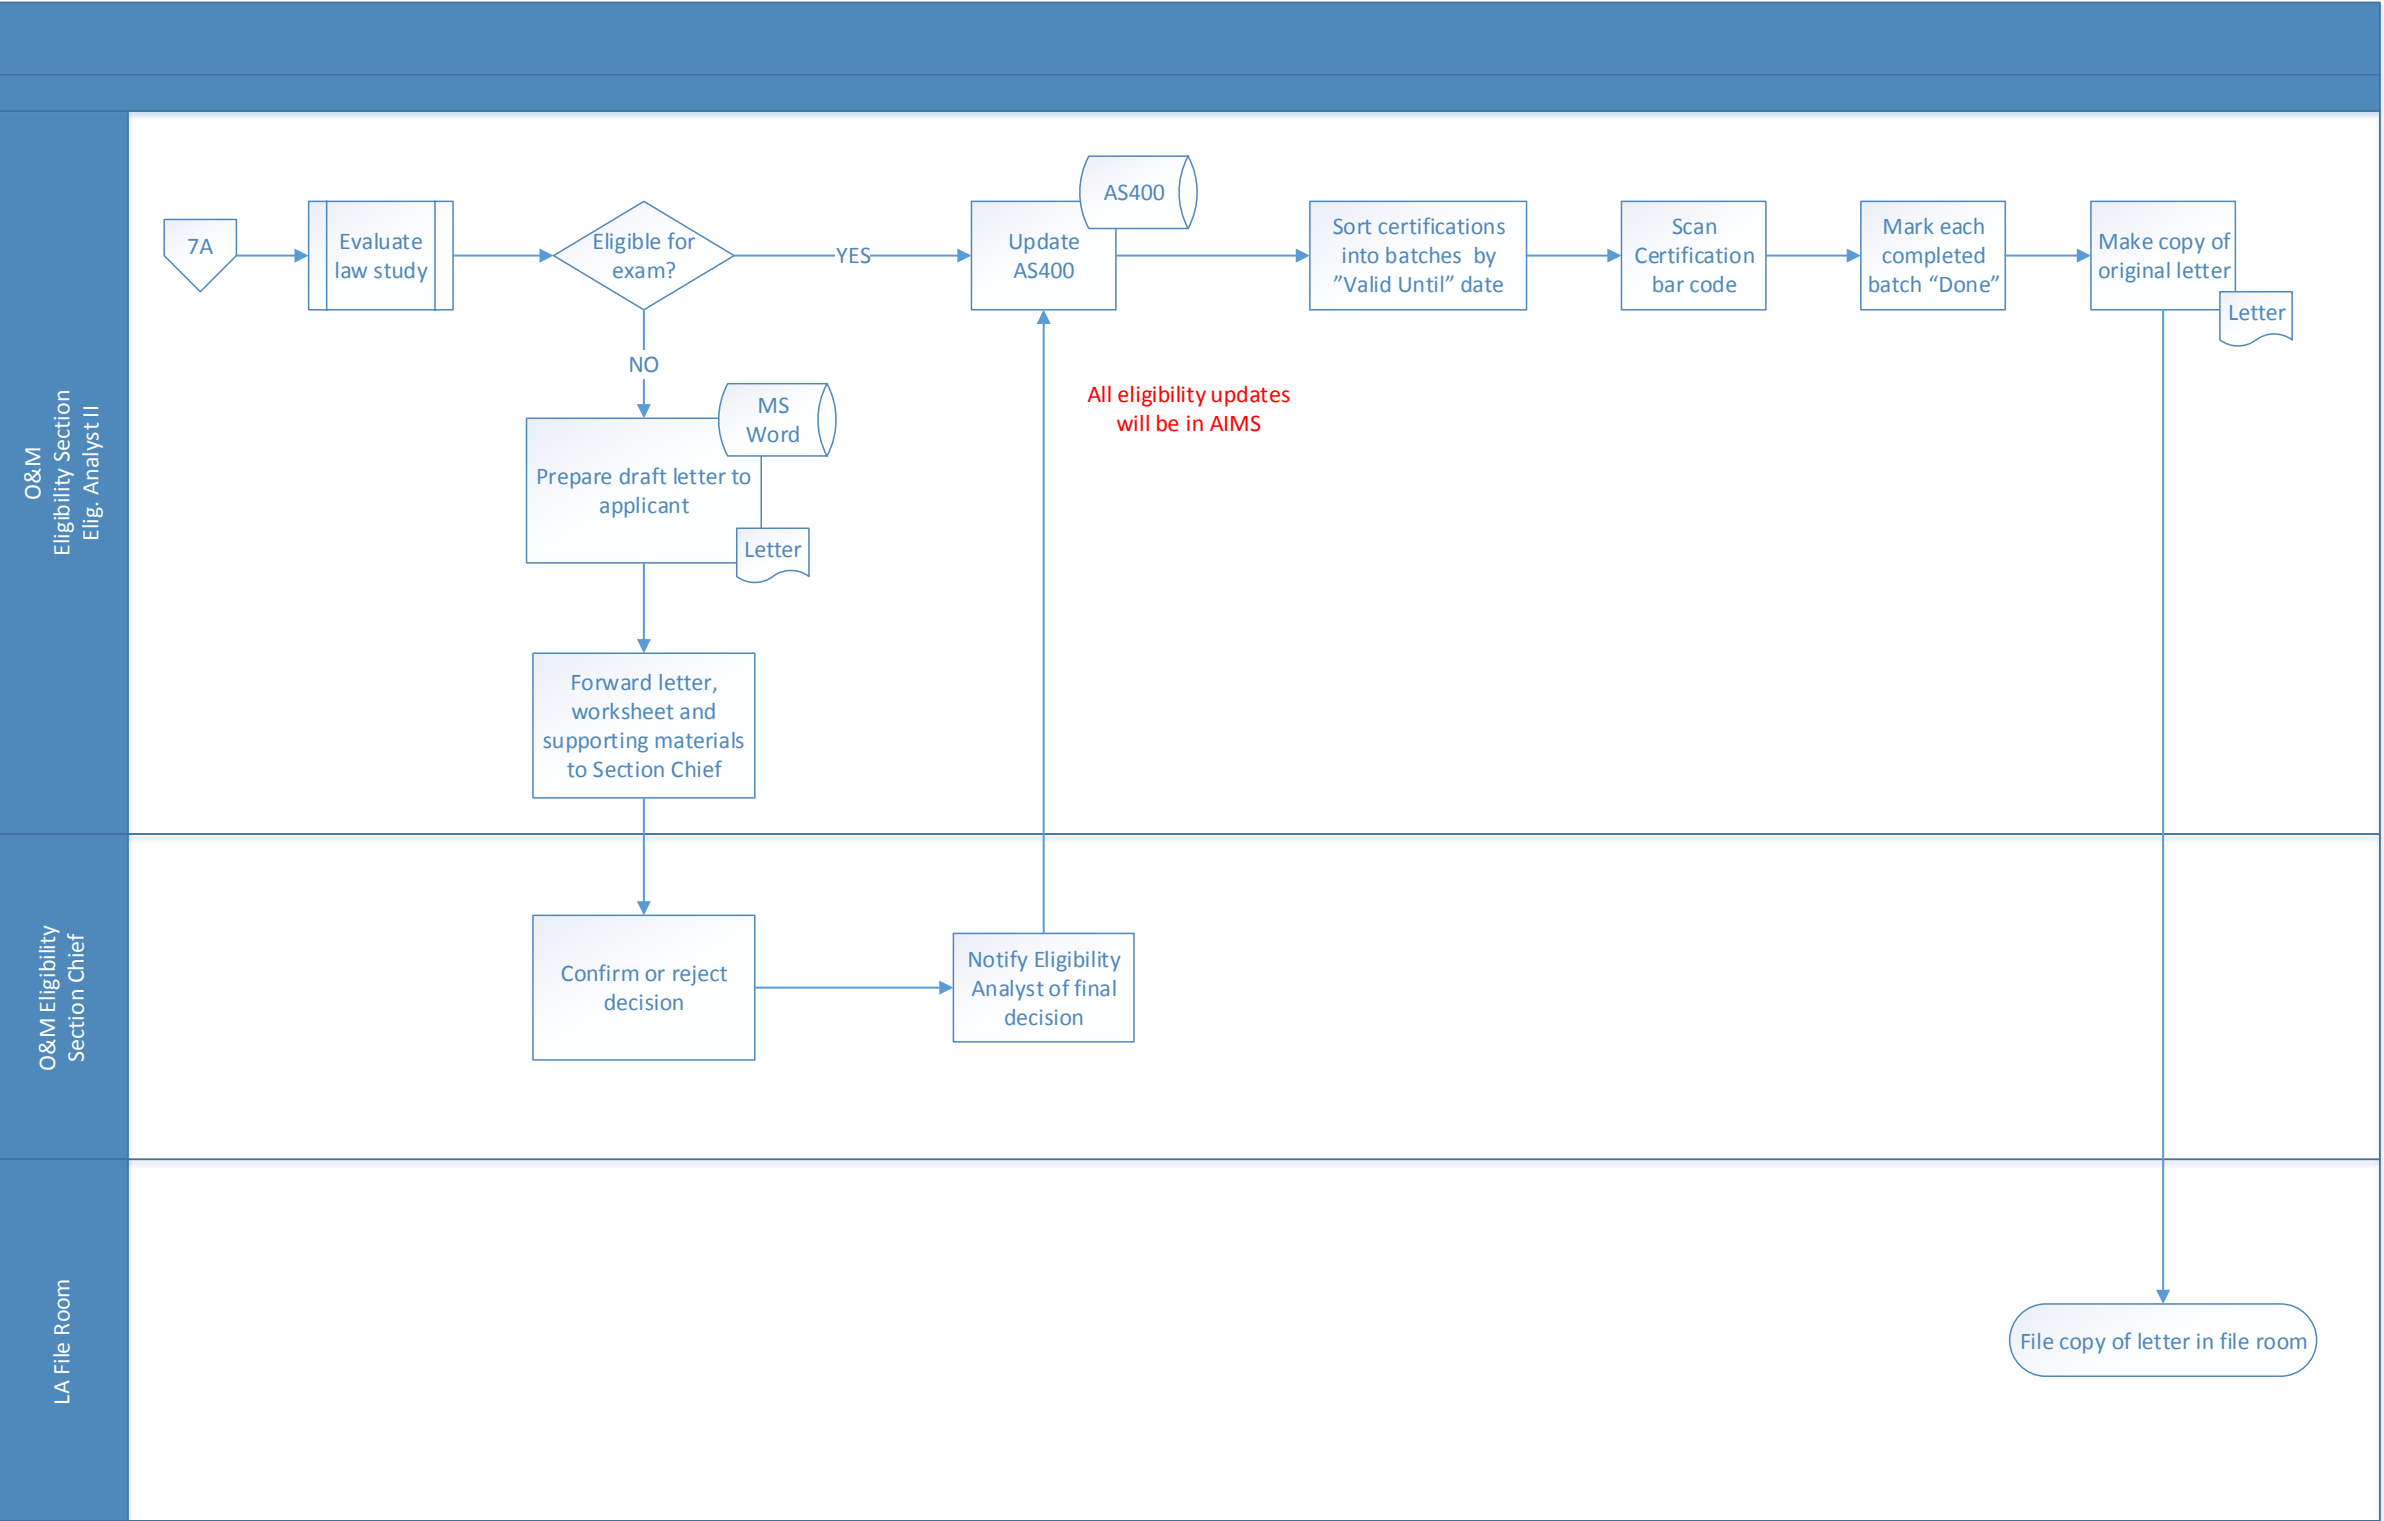 O&M
Eligibility Section
Elig. Analyst II
7A
Evaluate
law study
Eligible for
exam?
YES
NO
Update
AS400
AS400
Sort certifications
into batches  by
”Valid Until” date
Scan
Certification
bar code
Mark each
completed
batch “Done”
Make copy of
original letter
Letter
All eligibility updates
will be in AIMS
MS
Word
Prepare draft letter to
applicant
Letter
Forward letter,
worksheet and
supporting materials
to Section Chief
O&M Eligibility
Section Chief
Confirm or reject
decision
Notify Eligibility
Analyst of final
decision
LA File Room
File copy of letter in file room